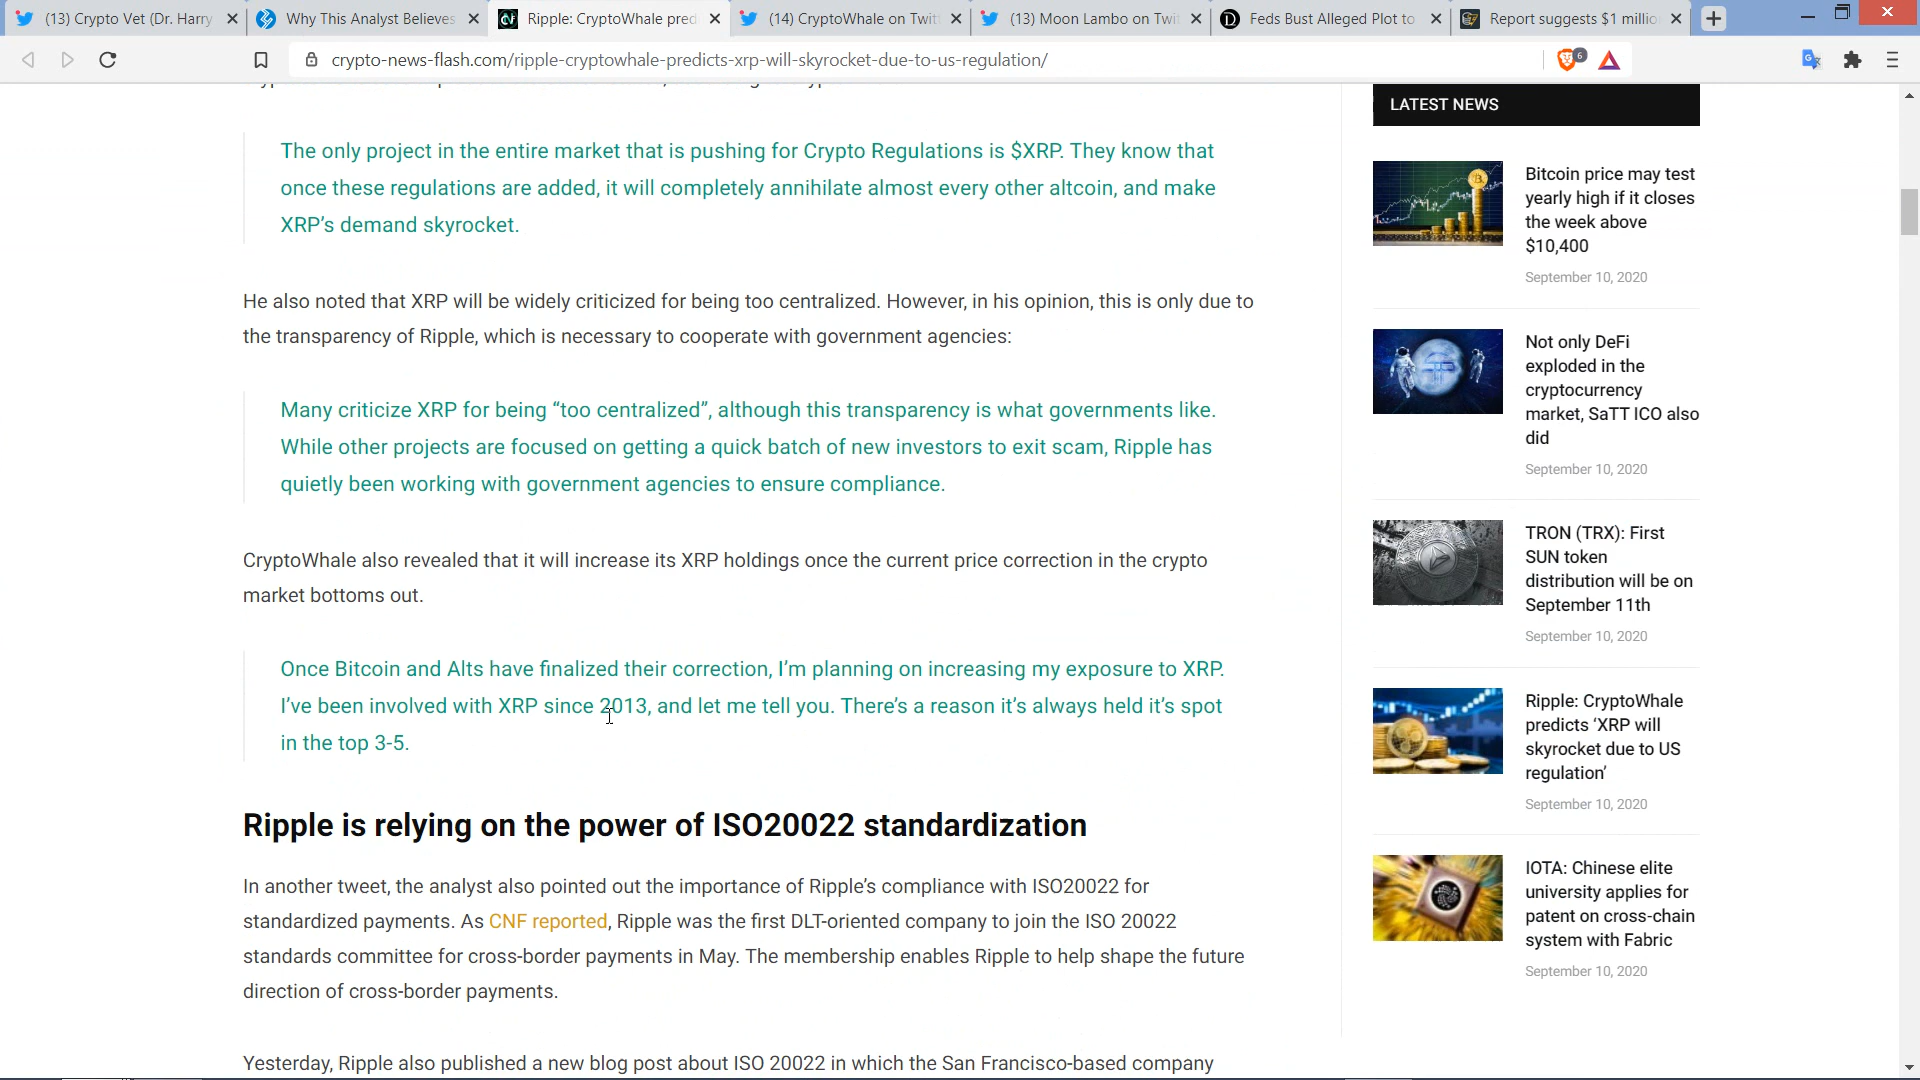 (13) Crypto Vet (Dr. Harry
Why This Analyst Believes
Ripple: CryptoWhale pred
(14) CryptoWhale on Twitt
(13) Moon Lambo on Twi
Feds Bust Alleged Plot to
Report suggests $1 millio
crypto-news-flash.com/ripple-cryptowhale-predicts-xrp-will-skyrocket-due-to-us-regulation/
6
The only project in the entire market that is pushing for Crypto Regulations is $XRP. They know that
once these regulations are added, it will completely annihilate almost every other altcoin, and make
XRP’s demand skyrocket.
He also noted that XRP will be widely criticized for being too centralized. However, in his opinion, this is only due to
the transparency of Ripple, which is necessary to cooperate with government agencies:
Many criticize XRP for being “too centralized”, although this transparency is what governments like.
While other projects are focused on getting a quick batch of new investors to exit scam, Ripple has
quietly been working with government agencies to ensure compliance.
CryptoWhale also revealed that it will increase its XRP holdings once the current price correction in the crypto
market bottoms out.
Once Bitcoin and Alts have finalized their correction, I’m planning on increasing my exposure to XRP.
I’ve been involved with XRP since 2013, and let me tell you. There’s a reason it’s always held it’s spot
in the top 3-5.
Ripple is relying on the power of ISO20022 standardization
In another tweet, the analyst also pointed out the importance of Ripple’s compliance with ISO20022 for
standardized payments. As CNF reported, Ripple was the first DLT-oriented company to join the ISO 20022
standards committee for cross-border payments in May. The membership enables Ripple to help shape the future
direction of cross-border payments.
Yesterday, Ripple also published a new blog post about ISO 20022 in which the San Francisco-based company
LATEST NEWS
Bitcoin price may test
yearly high if it closes
the week above
$10,400
September 10, 2020
Not only DeFi
exploded in the
cryptocurrency
market, SaTT ICO also
did
September 10, 2020
TRON (TRX): First
SUN token
distribution will be on
September 11th
September 10, 2020
Ripple: CryptoWhale
predicts ‘XRP will
skyrocket due to US
regulation’
September 10, 2020
IOTA: Chinese elite
university applies for
patent on cross-chain
system with Fabric
September 10, 2020